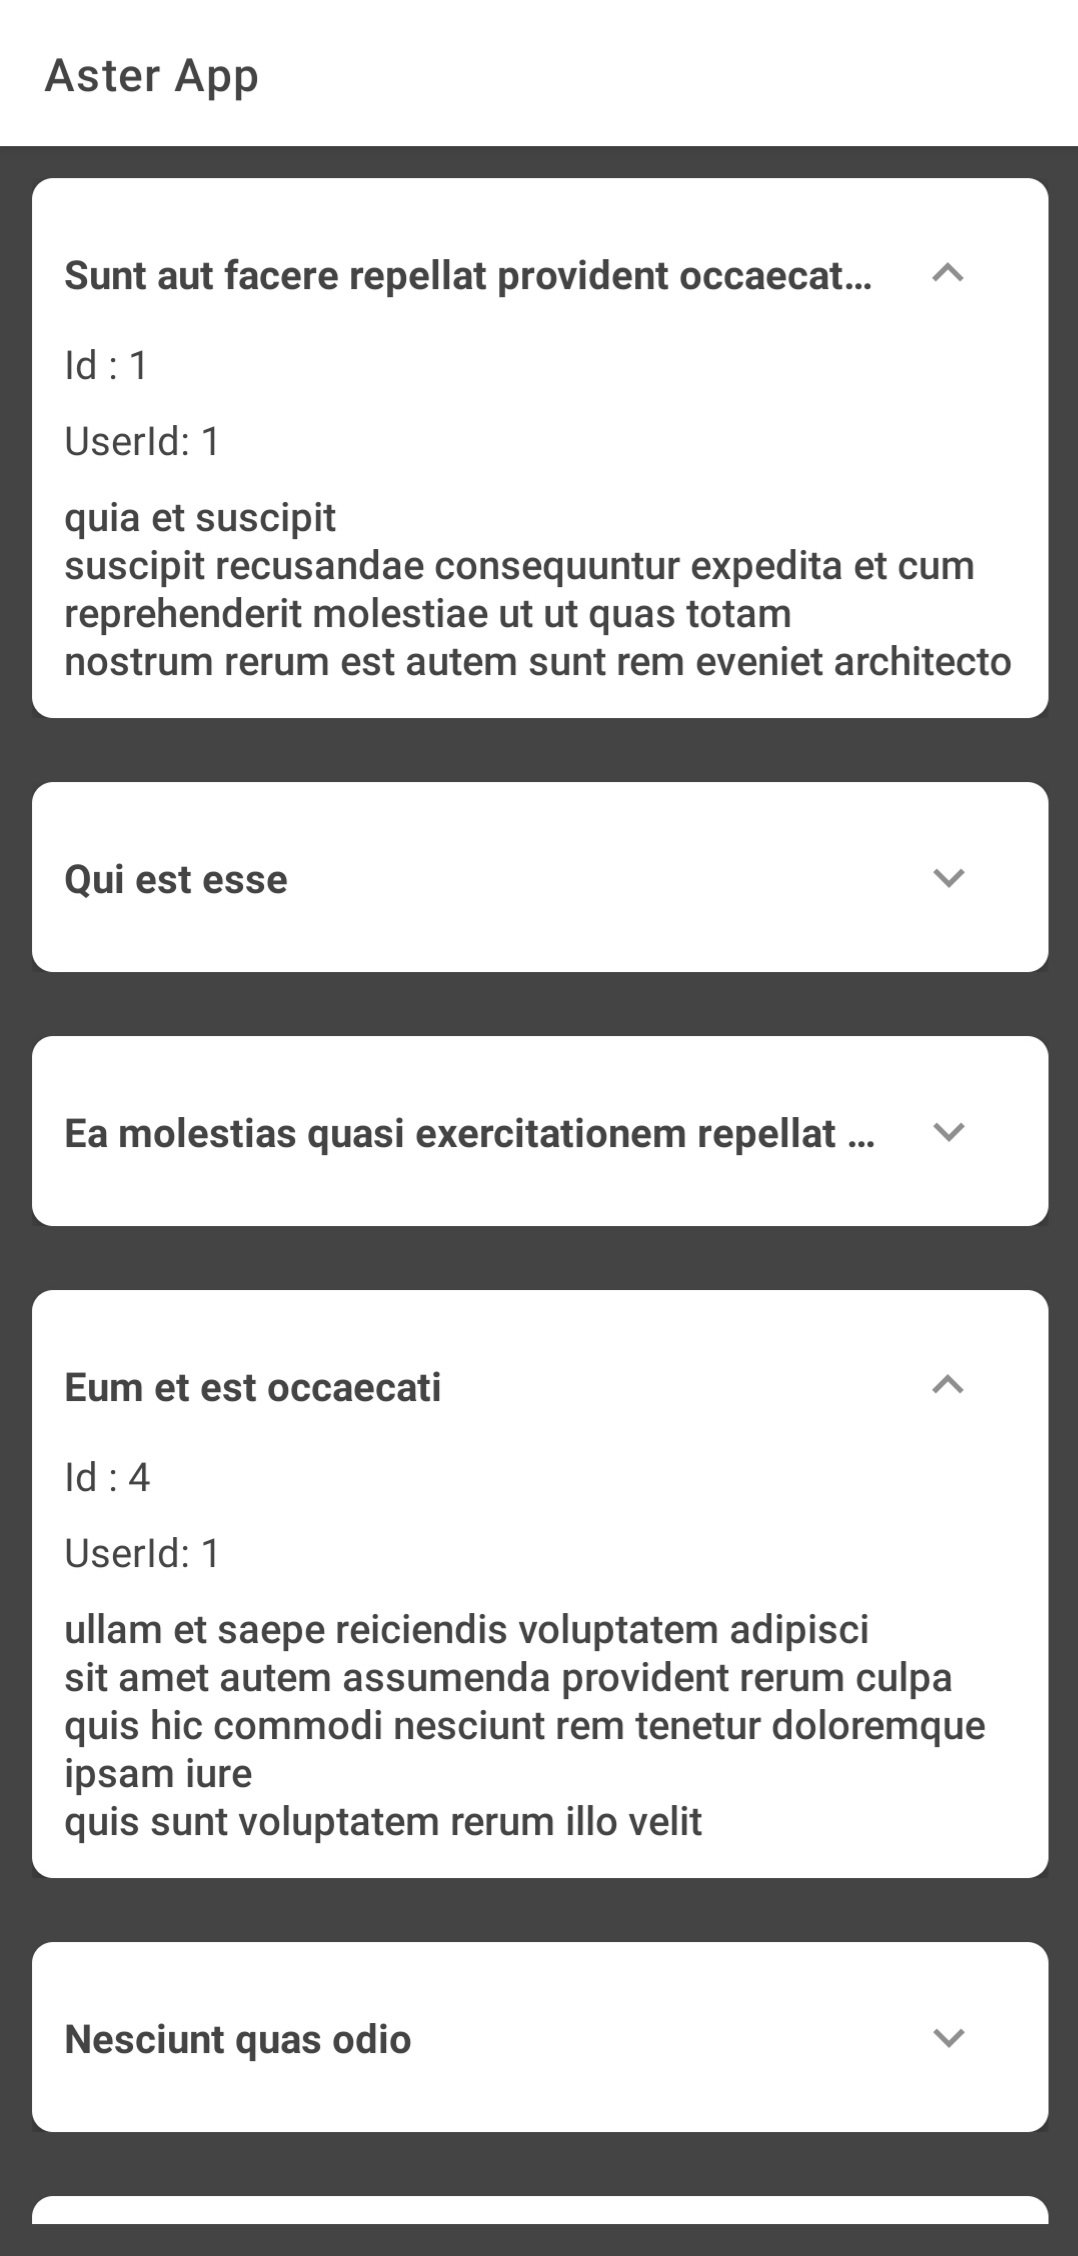 Aster App
Sunt aut facere repellat provident occaecat...
Id : 1
UserId: 1
quia et suscipit
suscipit recusandae consequuntur expedita et cum
reprehenderit molestiae ut ut quas totam
nostrum rerum est autem sunt rem eveniet architecto
Qui est esse
Ea molestias quasi exercitationem repellat ...
Eum et est occaecati
Id : 4
UserId: 1
ullam et saepe reiciendis voluptatem adipisci
sit amet autem assumenda provident rerum culpa
quis hic commodi nesciunt rem tenetur doloremque
ipsam iure
quis sunt voluptatem rerum illo velit
Nesciunt quas odio